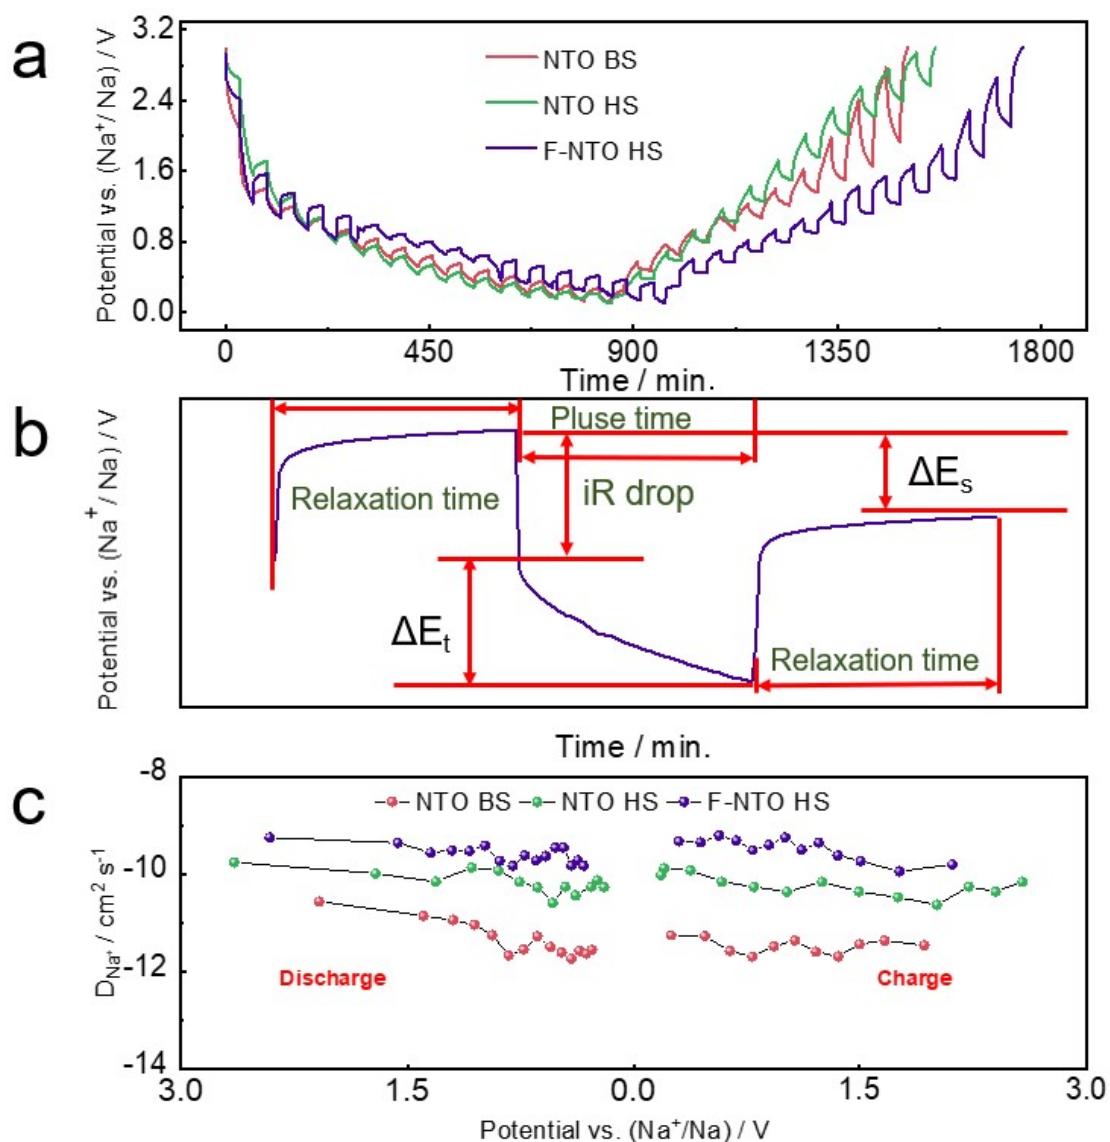 a
Potential vs. (Na⁺/ Na) / V
3.2
2.4
1.6
0.8
0.0
NTO BS
NTO HS
F-NTO HS
0 450 900 1350 1800
Time / min.
b
Potential vs. (Na⁺ / Na) / V
Pluse time
Relaxation time
iR drop
ΔEₛ
ΔEₜ
Relaxation time
Time / min.
c
D_Na⁺ / cm² s⁻¹
-8
-10
-12
-14
NTO BS NTO HS F-NTO HS
Discharge Charge
3.0 1.5 0.0 1.5 3.0
Potential vs. (Na⁺/Na) / V